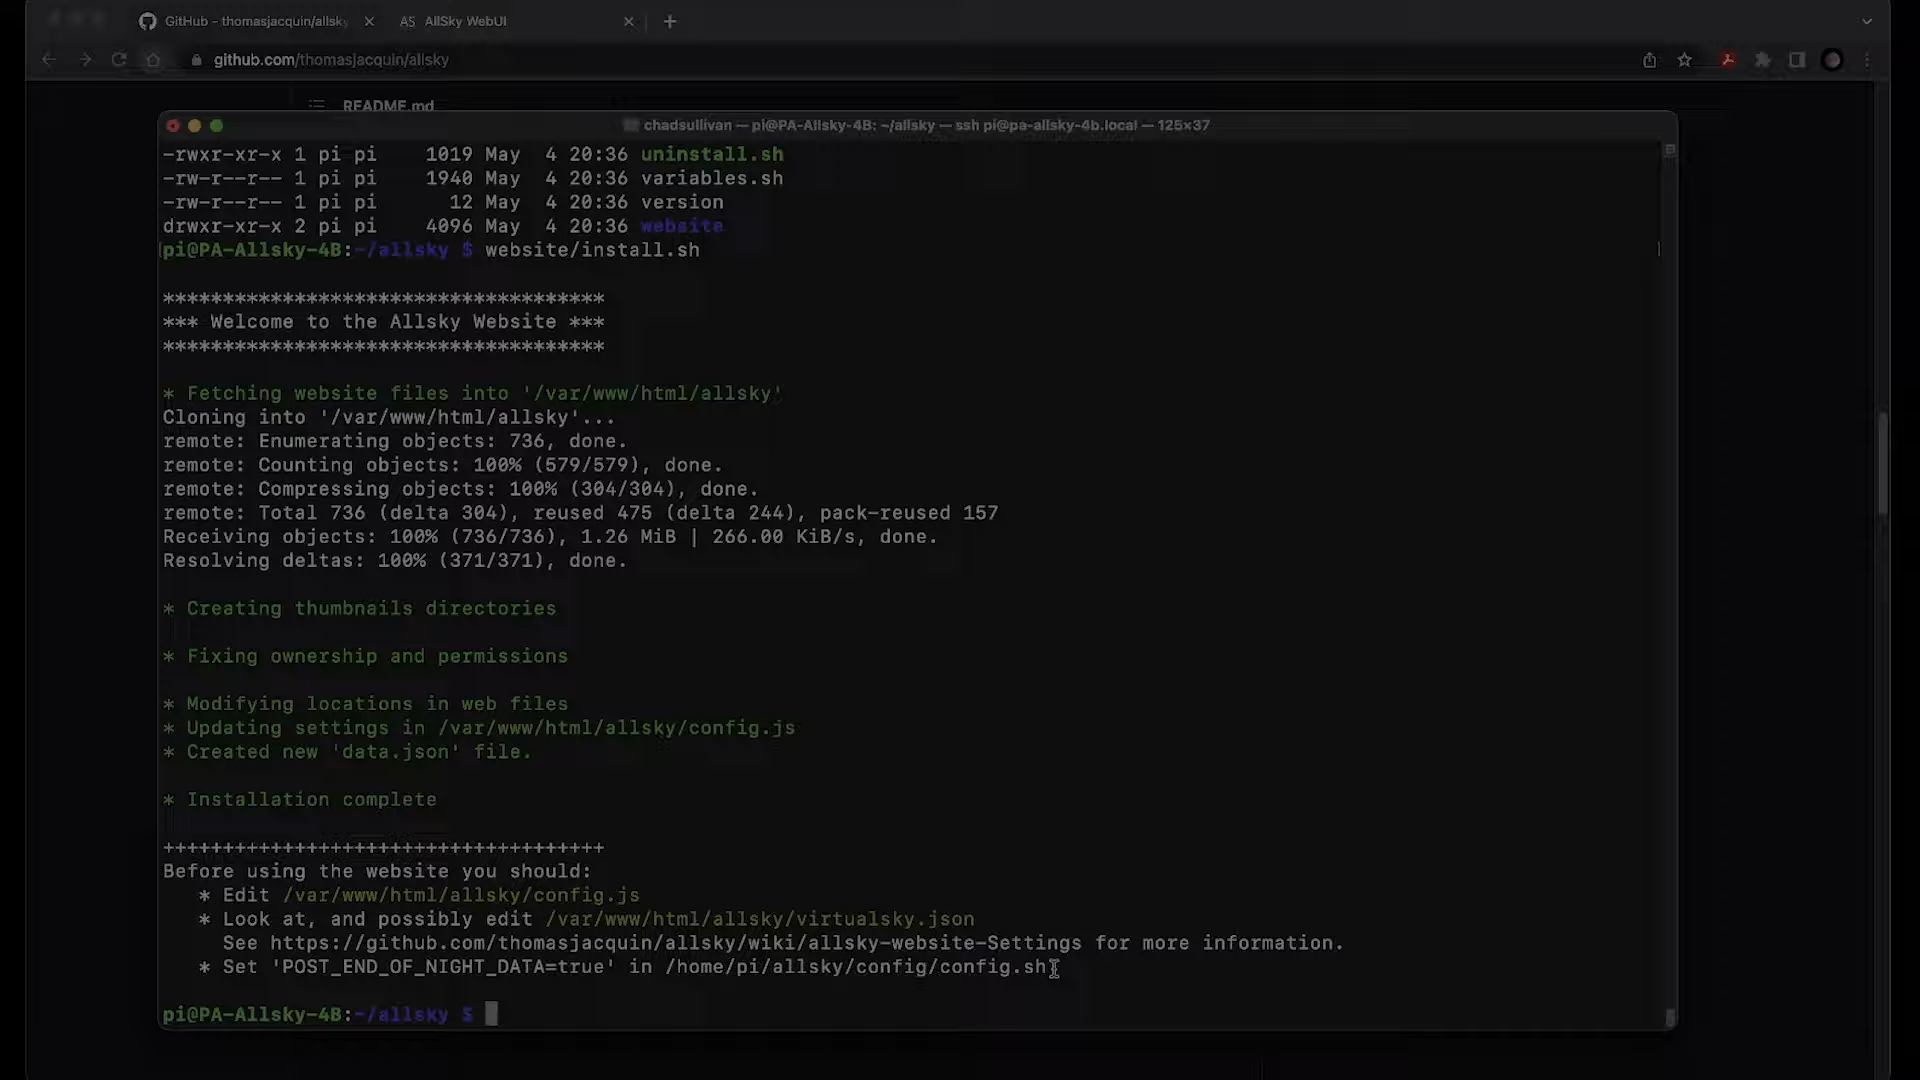 GitHub - thomasjacquin/allsky
AS AllSky WebUI
github.com/thomasjacquin/allsky
README.md
chadsullivan — pi@PA-Allsky-4B: ~/allsky — ssh pi@pa-allsky-4b.local — 125×37
-rwxr-xr-x 1 pi pi    1019 May  4 20:36 uninstall.sh
-rw-r--r-- 1 pi pi    1940 May  4 20:36 variables.sh
-rw-r--r-- 1 pi pi      12 May  4 20:36 version
drwxr-xr-x 2 pi pi    4096 May  4 20:36 website
pi@PA-Allsky-4B:~/allsky $ website/install.sh
*************************************
*** Welcome to the Allsky Website ***
*************************************
* Fetching website files into '/var/www/html/allsky'
Cloning into '/var/www/html/allsky'...
remote: Enumerating objects: 736, done.
remote: Counting objects: 100% (579/579), done.
remote: Compressing objects: 100% (304/304), done.
remote: Total 736 (delta 304), reused 475 (delta 244), pack-reused 157
Receiving objects: 100% (736/736), 1.26 MiB | 266.00 KiB/s, done.
Resolving deltas: 100% (371/371), done.
* Creating thumbnails directories
* Fixing ownership and permissions
* Modifying locations in web files
* Updating settings in /var/www/html/allsky/config.js
* Created new 'data.json' file.
* Installation complete
+++++++++++++++++++++++++++++++++++++
Before using the website you should:
* Edit /var/www/html/allsky/config.js
* Look at, and possibly edit /var/www/html/allsky/virtualsky.json
See https://github.com/thomasjacquin/allsky/wiki/allsky-website-Settings for more information.
* Set 'POST_END_OF_NIGHT_DATA=true' in /home/pi/allsky/config/config.sh
pi@PA-Allsky-4B:~/allsky $